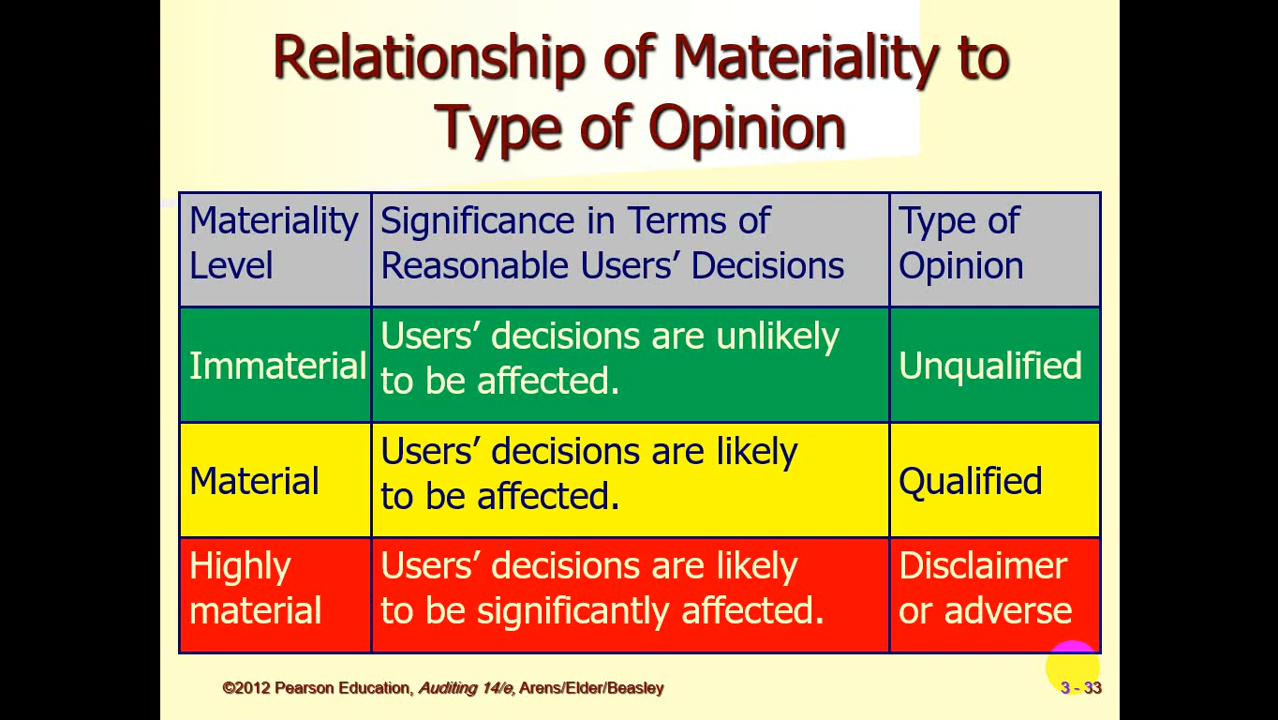 Relationship of Materiality to
Type of Opinion
Materiality
Level
Significance in Terms of
Reasonable Users’ Decisions
Type of
Opinion
Immaterial
Users’ decisions are unlikely
to be affected.
Unqualified
Material
Users’ decisions are likely
to be affected.
Qualified
Highly
material
Users’ decisions are likely
to be significantly affected.
Disclaimer
or adverse
©2012 Pearson Education, Auditing 14/e, Arens/Elder/Beasley
3 - 33